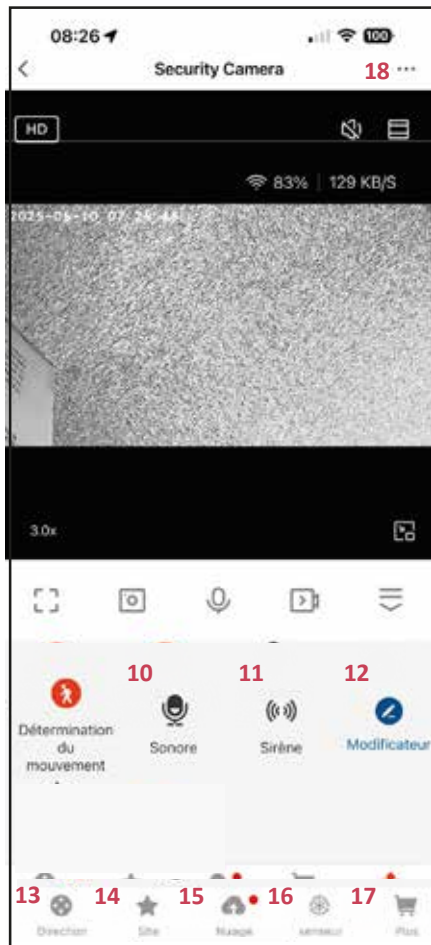 08:26
100
Security Camera
18
HD
83% | 129 KB/S
3.0x
10
11
12
Détermination
du
mouvement
Sonore
Sirène
Modificateur
13
14
15
16
17
Direction
Site
Nuage
Plus